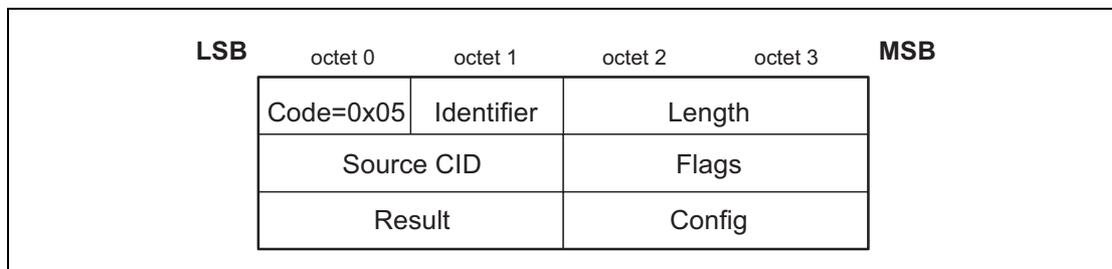 LSB octet 0 octet 1 octet 2 octet 3 MSB
Code=0x05 Identifier Length
Source CID Flags
Result Config